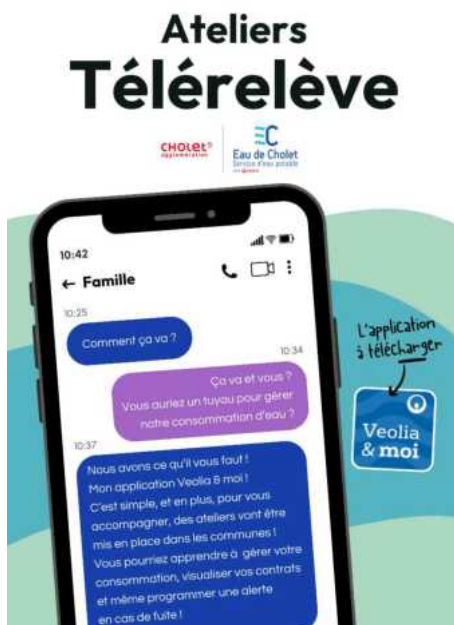 Ateliers
Télérelève
CHOLET
agglomération
Eau de Cholet
Service d'eau potable
10:42
← Famille
10:25
Comment ça va ?
10:34
Ça va et vous ?
Vous auriez un tuyau pour gérer
notre consommation d'eau ?
10:37
Nous avons ce qu'il vous faut !
Mon application Veolia & moi !
C'est simple, et en plus, pour vous
accompagner, des ateliers vont être
mis en place dans les communes !
Vous pourriez apprendre à gérer votre
consommation, visualiser vos contrats
et même programmer une alerte
en cas de fuite !
L'application
à télécharger
Veolia
& moi